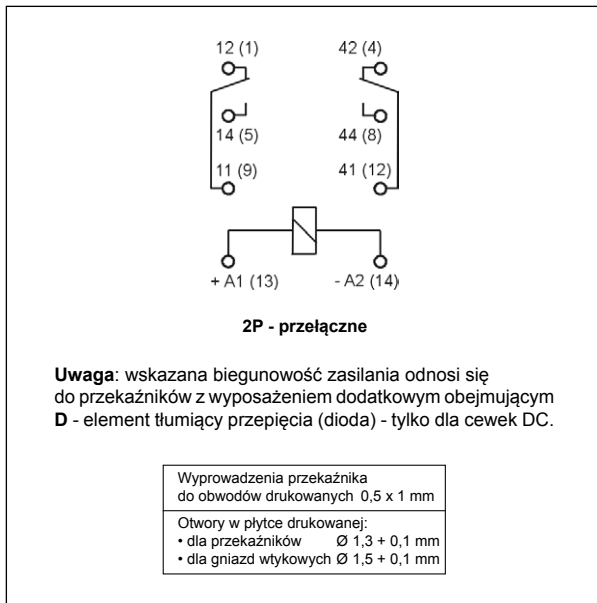 12 (1) 42 (4)
14 (5) 44 (8)
11 (9) 41 (12)
+ A1 (13) - A2 (14)
2P - przełączne
Uwaga: wskazana biegunowość zasilania odnosi się
do przekaźników z wyposażeniem dodatkowym obejmującym
D - element tłumiący przepięcia (dioda) - tylko dla cewek DC.
Wyprowadzenia przekaźnika
do obwodów drukowanych 0,5 x 1 mm
Otwory w płytce drukowanej:
• dla przekaźników Ø 1,3 + 0,1 mm
• dla gniazd wtykowych Ø 1,5 + 0,1 mm